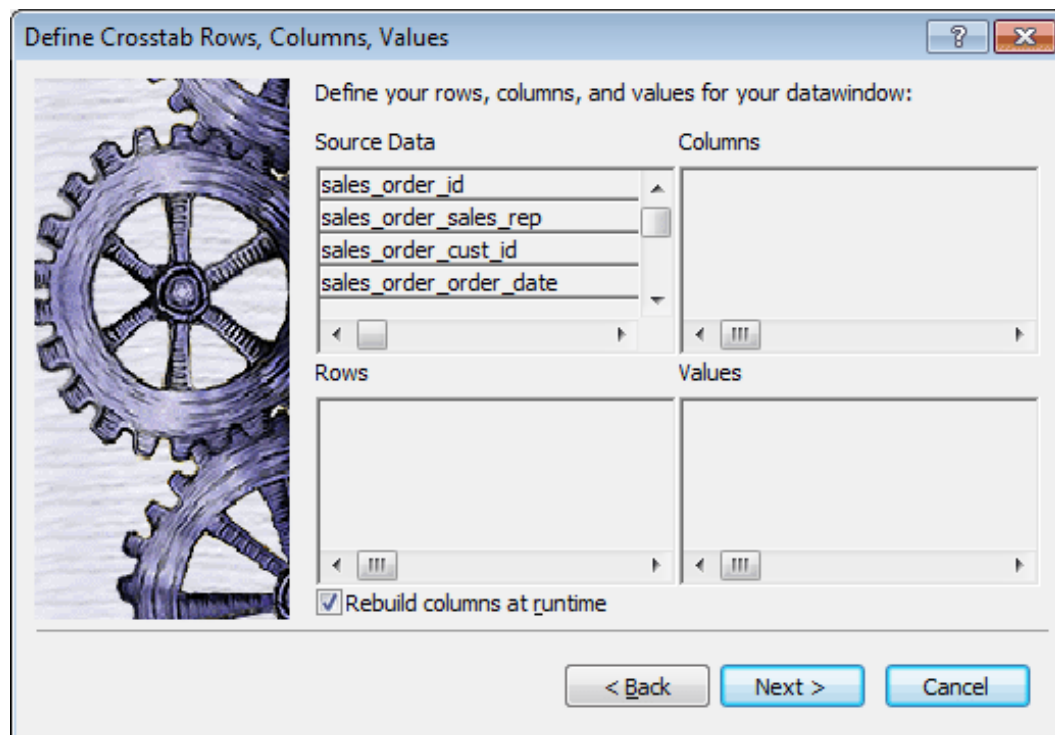 Define Crosstab Rows, Columns, Values
Define your rows, columns, and values for your datawindow:
Source Data
sales_order_id
sales_order_sales_rep
sales_order_cust_id
sales_order_order_date
Columns
Rows
Values
Rebuild columns at runtime
< Back
Next >
Cancel